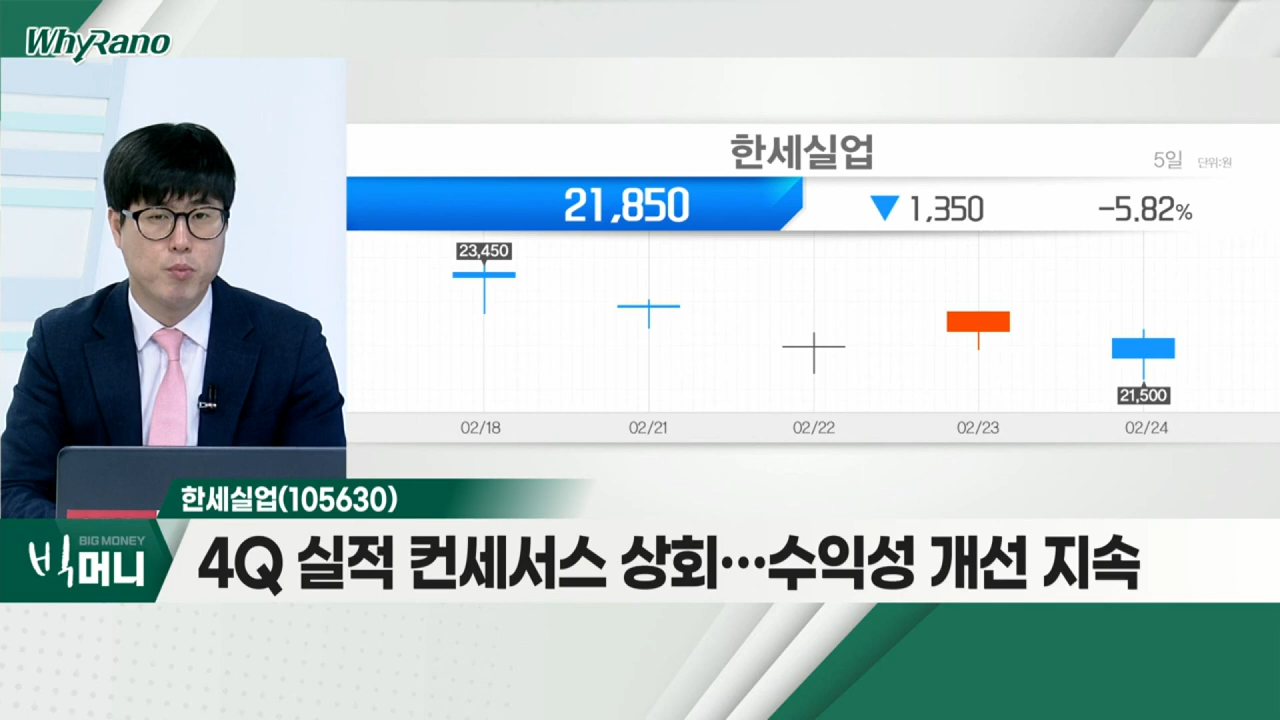 WhyRano
한세실업
5일 단위:원
21,850 ▼ 1,350 -5.82%
23,450
21,500
02/18 02/21 02/22 02/23 02/24
한세실업(105630)
빅머니 BIG MONEY
4Q 실적 컨세서스 상회…수익성 개선 지속